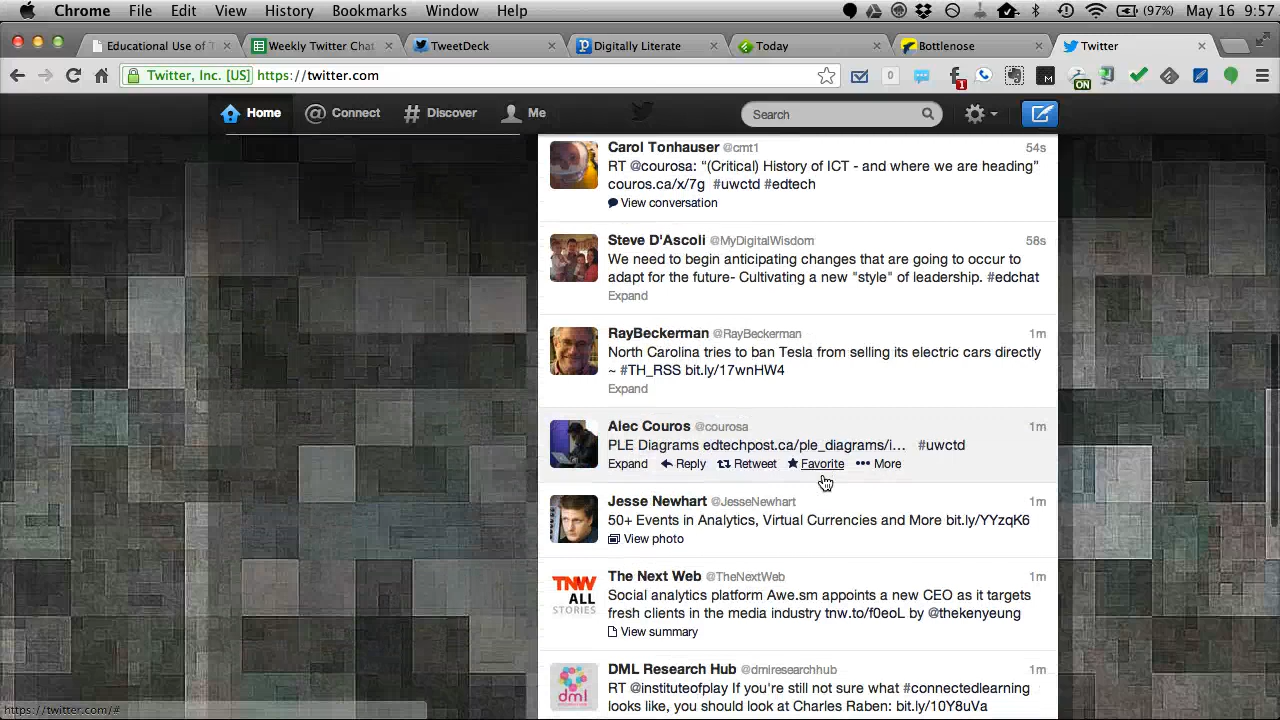 Chrome File Edit View History Bookmarks Window Help (97%) May 16 9:57
Educational Use of T
Weekly Twitter Chat
TweetDeck
Digitally Literate
Today
Bottlenose
Twitter
Twitter, Inc. [US] https://twitter.com
0
1
ON
Home Connect Discover Me Search
Carol Tonhauser @cmt1 54s
RT @courosa: “(Critical) History of ICT - and where we are heading”
couros.ca/x/7g #uwctd #edtech
View conversation
Steve D'Ascoli @MyDigitalWisdom 58s
We need to begin anticipating changes that are going to occur to
adapt for the future- Cultivating a new "style" of leadership. #edchat
Expand
RayBeckerman @RayBeckerman 1m
North Carolina tries to ban Tesla from selling its electric cars directly
~ #TH_RSS bit.ly/17wnHW4
Expand
Alec Couros @courosa 1m
PLE Diagrams edtechpost.ca/ple_diagrams/i… #uwctd
Expand Reply Retweet Favorite More
Jesse Newhart @JesseNewhart 1m
50+ Events in Analytics, Virtual Currencies and More bit.ly/YYzqK6
View photo
TNW
ALL
STORIES
The Next Web @TheNextWeb 1m
Social analytics platform Awe.sm appoints a new CEO as it targets
fresh clients in the media industry tnw.to/f0eoL by @thekenyeung
View summary
dml
DML Research Hub @dmlresearchhub 1m
RT @instituteofplay If you're still not sure what #connectedlearning
looks like, you should look at Charles Raben: bit.ly/10Y8uVa
https://twitter.com/#